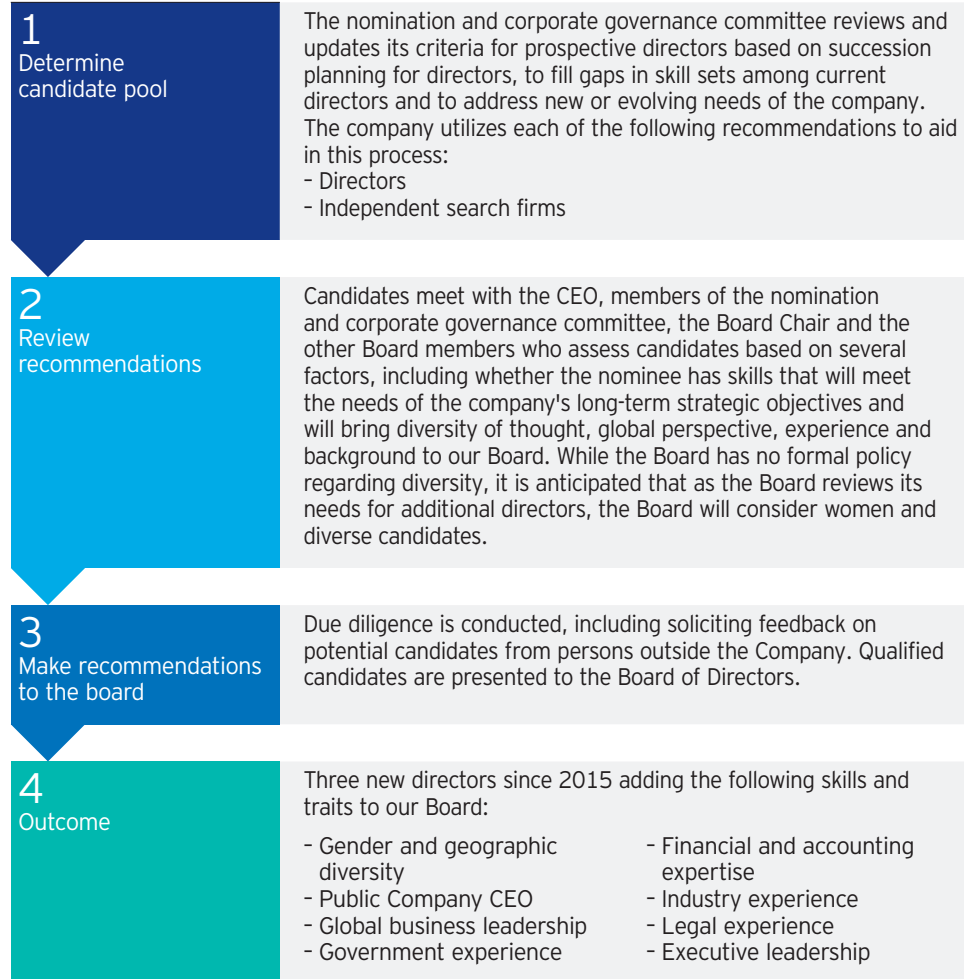 1
Determine
candidate pool
The nomination and corporate governance committee reviews and
updates its criteria for prospective directors based on succession
planning for directors, to fill gaps in skill sets among current
directors and to address new or evolving needs of the company.
The company utilizes each of the following recommendations to aid
in this process:
– Directors
– Independent search firms
2
Review
recommendations
Candidates meet with the CEO, members of the nomination
and corporate governance committee, the Board Chair and the
other Board members who assess candidates based on several
factors, including whether the nominee has skills that will meet
the needs of the company's long-term strategic objectives and
will bring diversity of thought, global perspective, experience and
background to our Board. While the Board has no formal policy
regarding diversity, it is anticipated that as the Board reviews its
needs for additional directors, the Board will consider women and
diverse candidates.
3
Make recommendations
to the board
Due diligence is conducted, including soliciting feedback on
potential candidates from persons outside the Company. Qualified
candidates are presented to the Board of Directors.
4
Outcome
Three new directors since 2015 adding the following skills and
traits to our Board:
– Gender and geographic
diversity
– Public Company CEO
– Global business leadership
– Government experience
– Financial and accounting
expertise
– Industry experience
– Legal experience
– Executive leadership